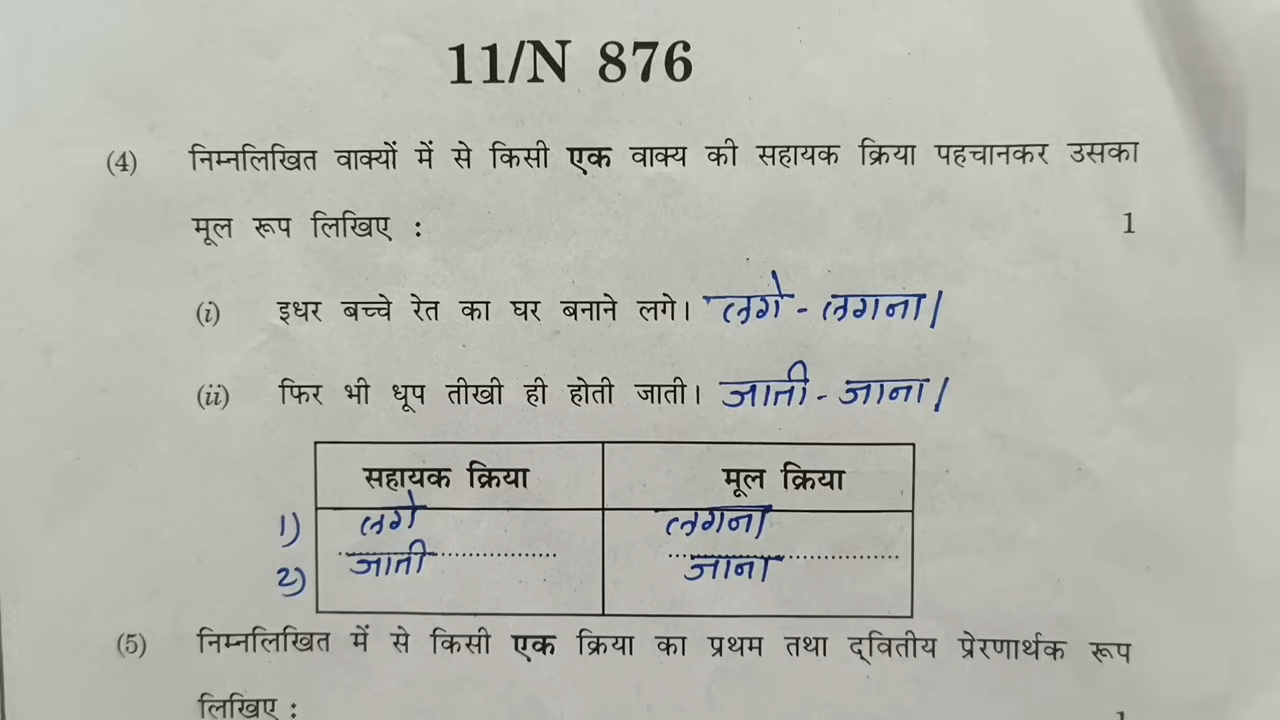 11/N 876
(4) निम्नलिखित वाक्यों में से किसी एक वाक्य की सहायक क्रिया पहचानकर उसका
मूल रूप लिखिए : 1
(i) इधर बच्चे रेत का घर बनाने लगे। लगे - लगना।
(ii) फिर भी धूप तीखी ही होती जाती। जाती - जाना।
सहायक क्रिया मूल क्रिया
1) लगे लगना
2) जाती जाना
(5) निम्नलिखित में से किसी एक क्रिया का प्रथम तथा द्वितीय प्रेरणार्थक रूप
लिखिए : 1